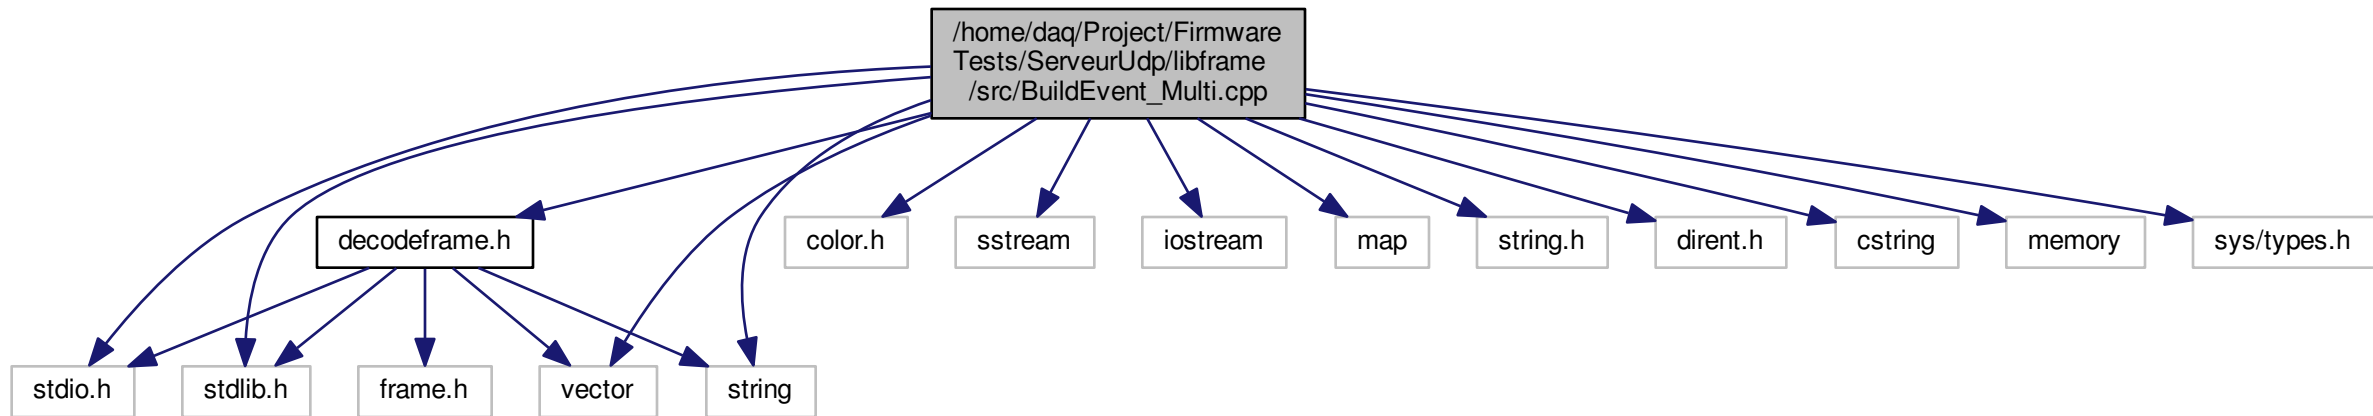 /home/daq/Project/Firmware
Tests/ServeurUdp/libframe
/src/BuildEvent_Multi.cpp
decodeframe.h
color.h
sstream
iostream
map
string.h
dirent.h
cstring
memory
sys/types.h
stdio.h
stdlib.h
frame.h
vector
string